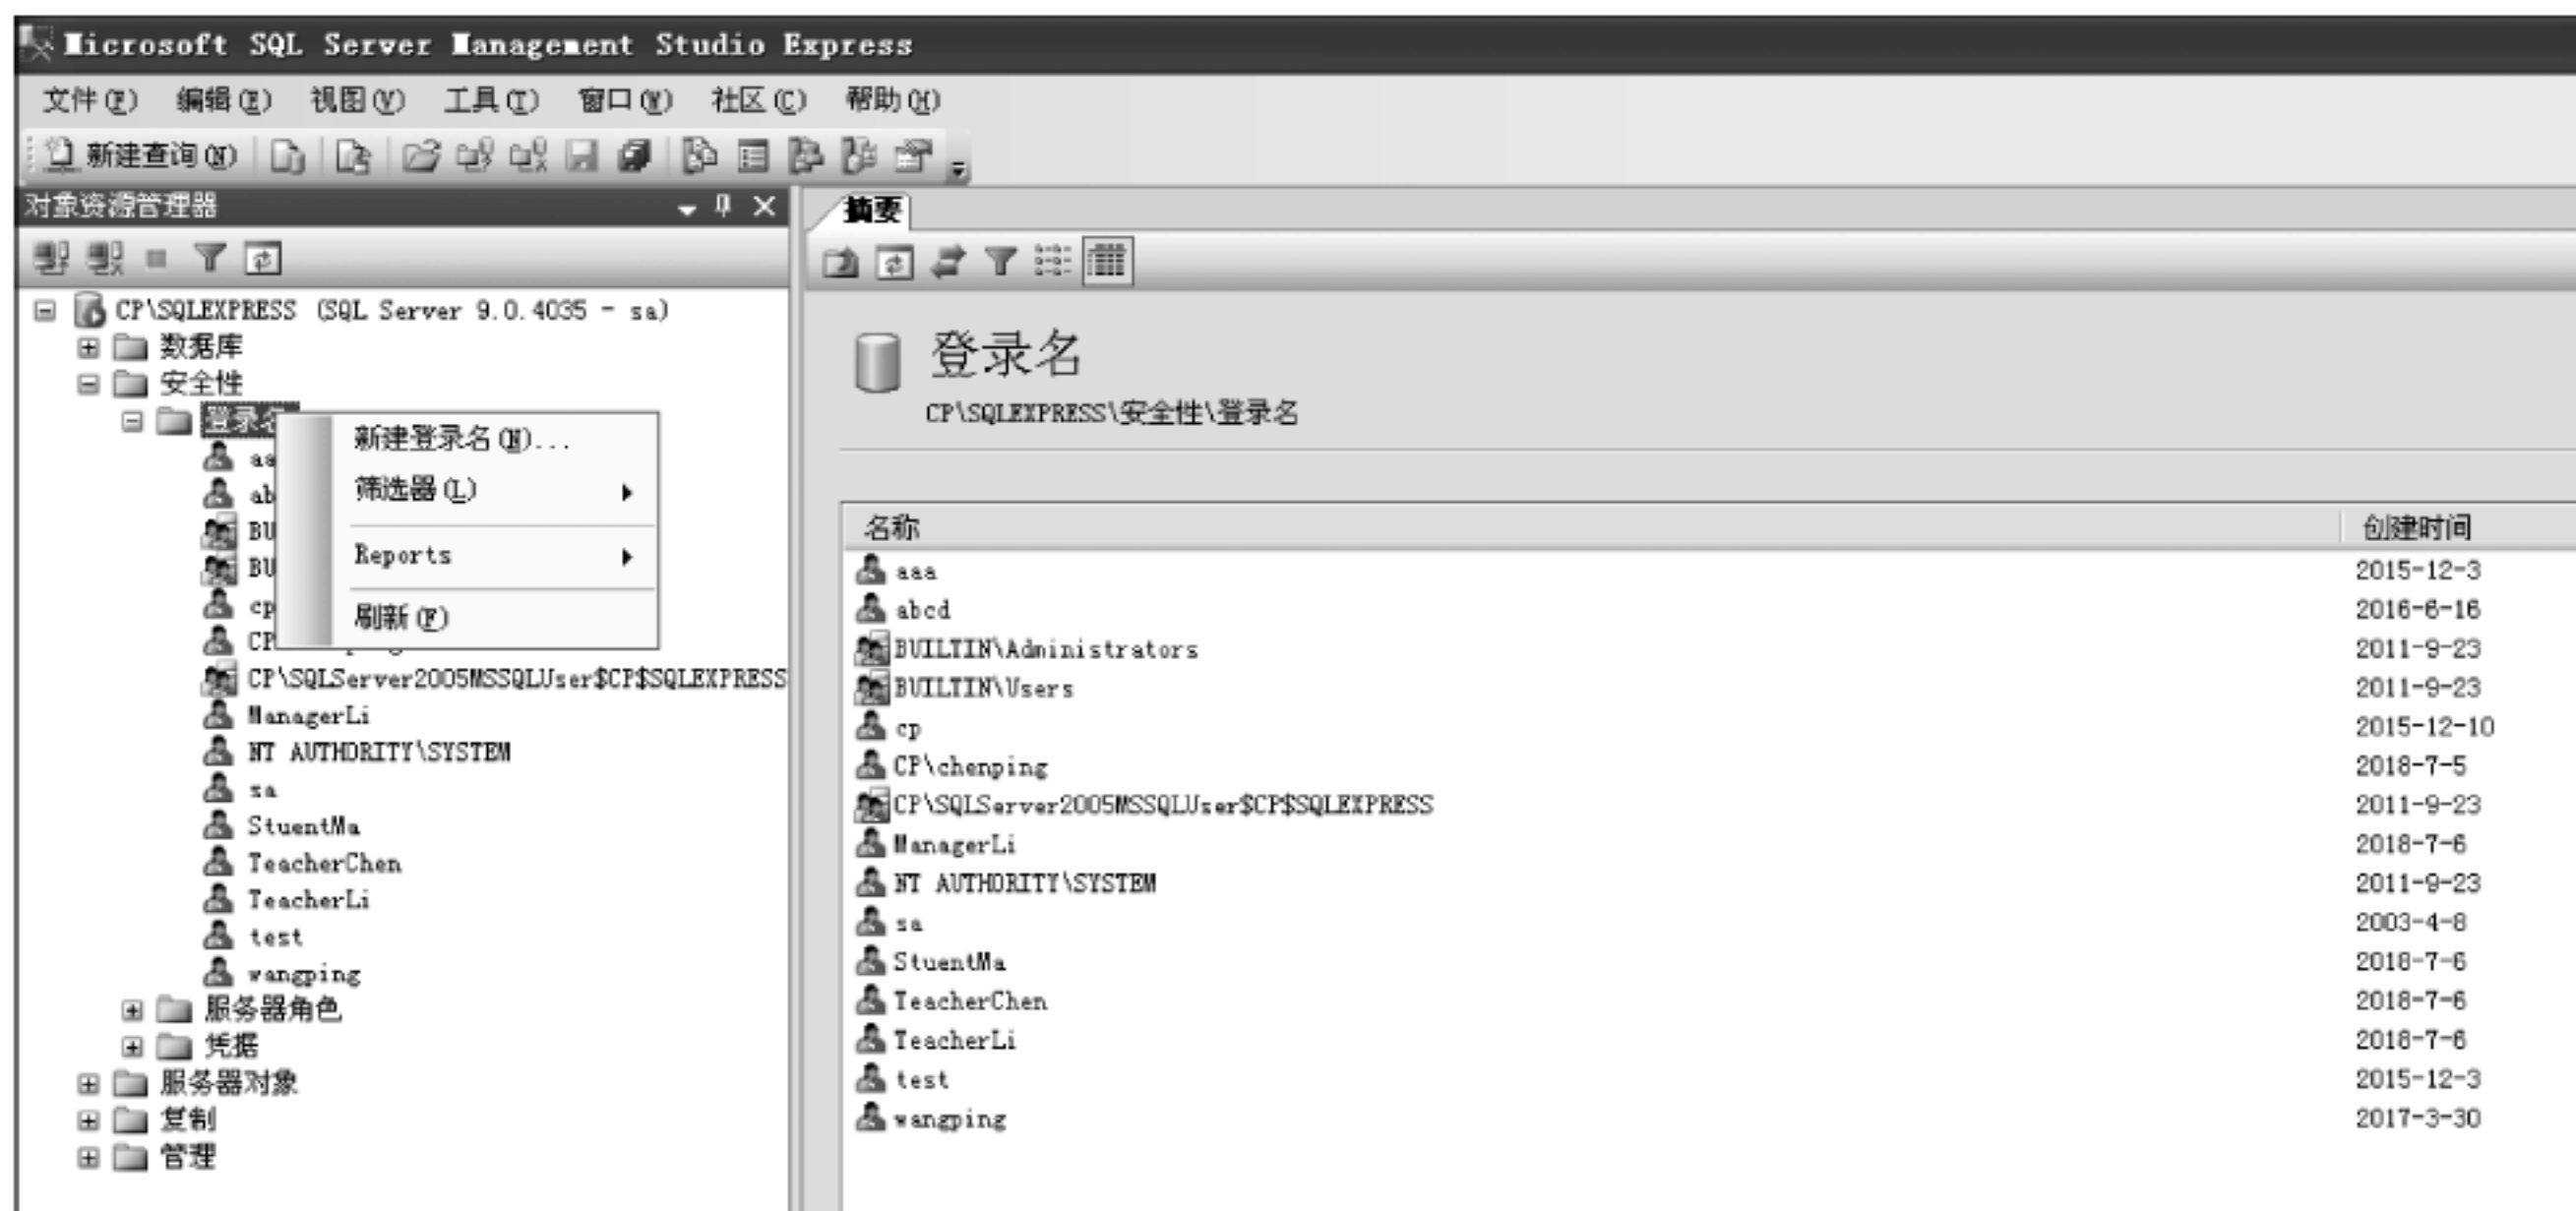 Microsoft SQL Server Management Studio Express
文件(F) 编辑(E) 视图(V) 工具(T) 窗口(W) 社区(C) 帮助(H)
新建查询(N)
对象资源管理器
CP\SQLEXPRESS (SQL Server 9.0.4035 - sa)
数据库
安全性
登录名
aa
ab
BU
BU
cp
CP
CP\SQLServer2005MSSQLUser$CP$SQLEXPRESS
ManagerLi
NT AUTHORITY\SYSTEM
sa
StuentMa
TeacherChen
TeacherLi
test
wangping
服务器角色
凭据
服务器对象
复制
管理
新建登录名(N)...
筛选器(L)
Reports
刷新(F)
摘要
登录名
CP\SQLEXPRESS\安全性\登录名
名称 创建时间
aaa 2015-12-3
abcd 2016-6-16
BUILTIN\Administrators 2011-9-23
BUILTIN\Users 2011-9-23
cp 2015-12-10
CP\chenping 2018-7-5
CP\SQLServer2005MSSQLUser$CP$SQLEXPRESS 2011-9-23
ManagerLi 2018-7-6
NT AUTHORITY\SYSTEM 2011-9-23
sa 2003-4-8
StuentMa 2018-7-6
TeacherChen 2018-7-6
TeacherLi 2018-7-6
test 2015-12-3
wangping 2017-3-30